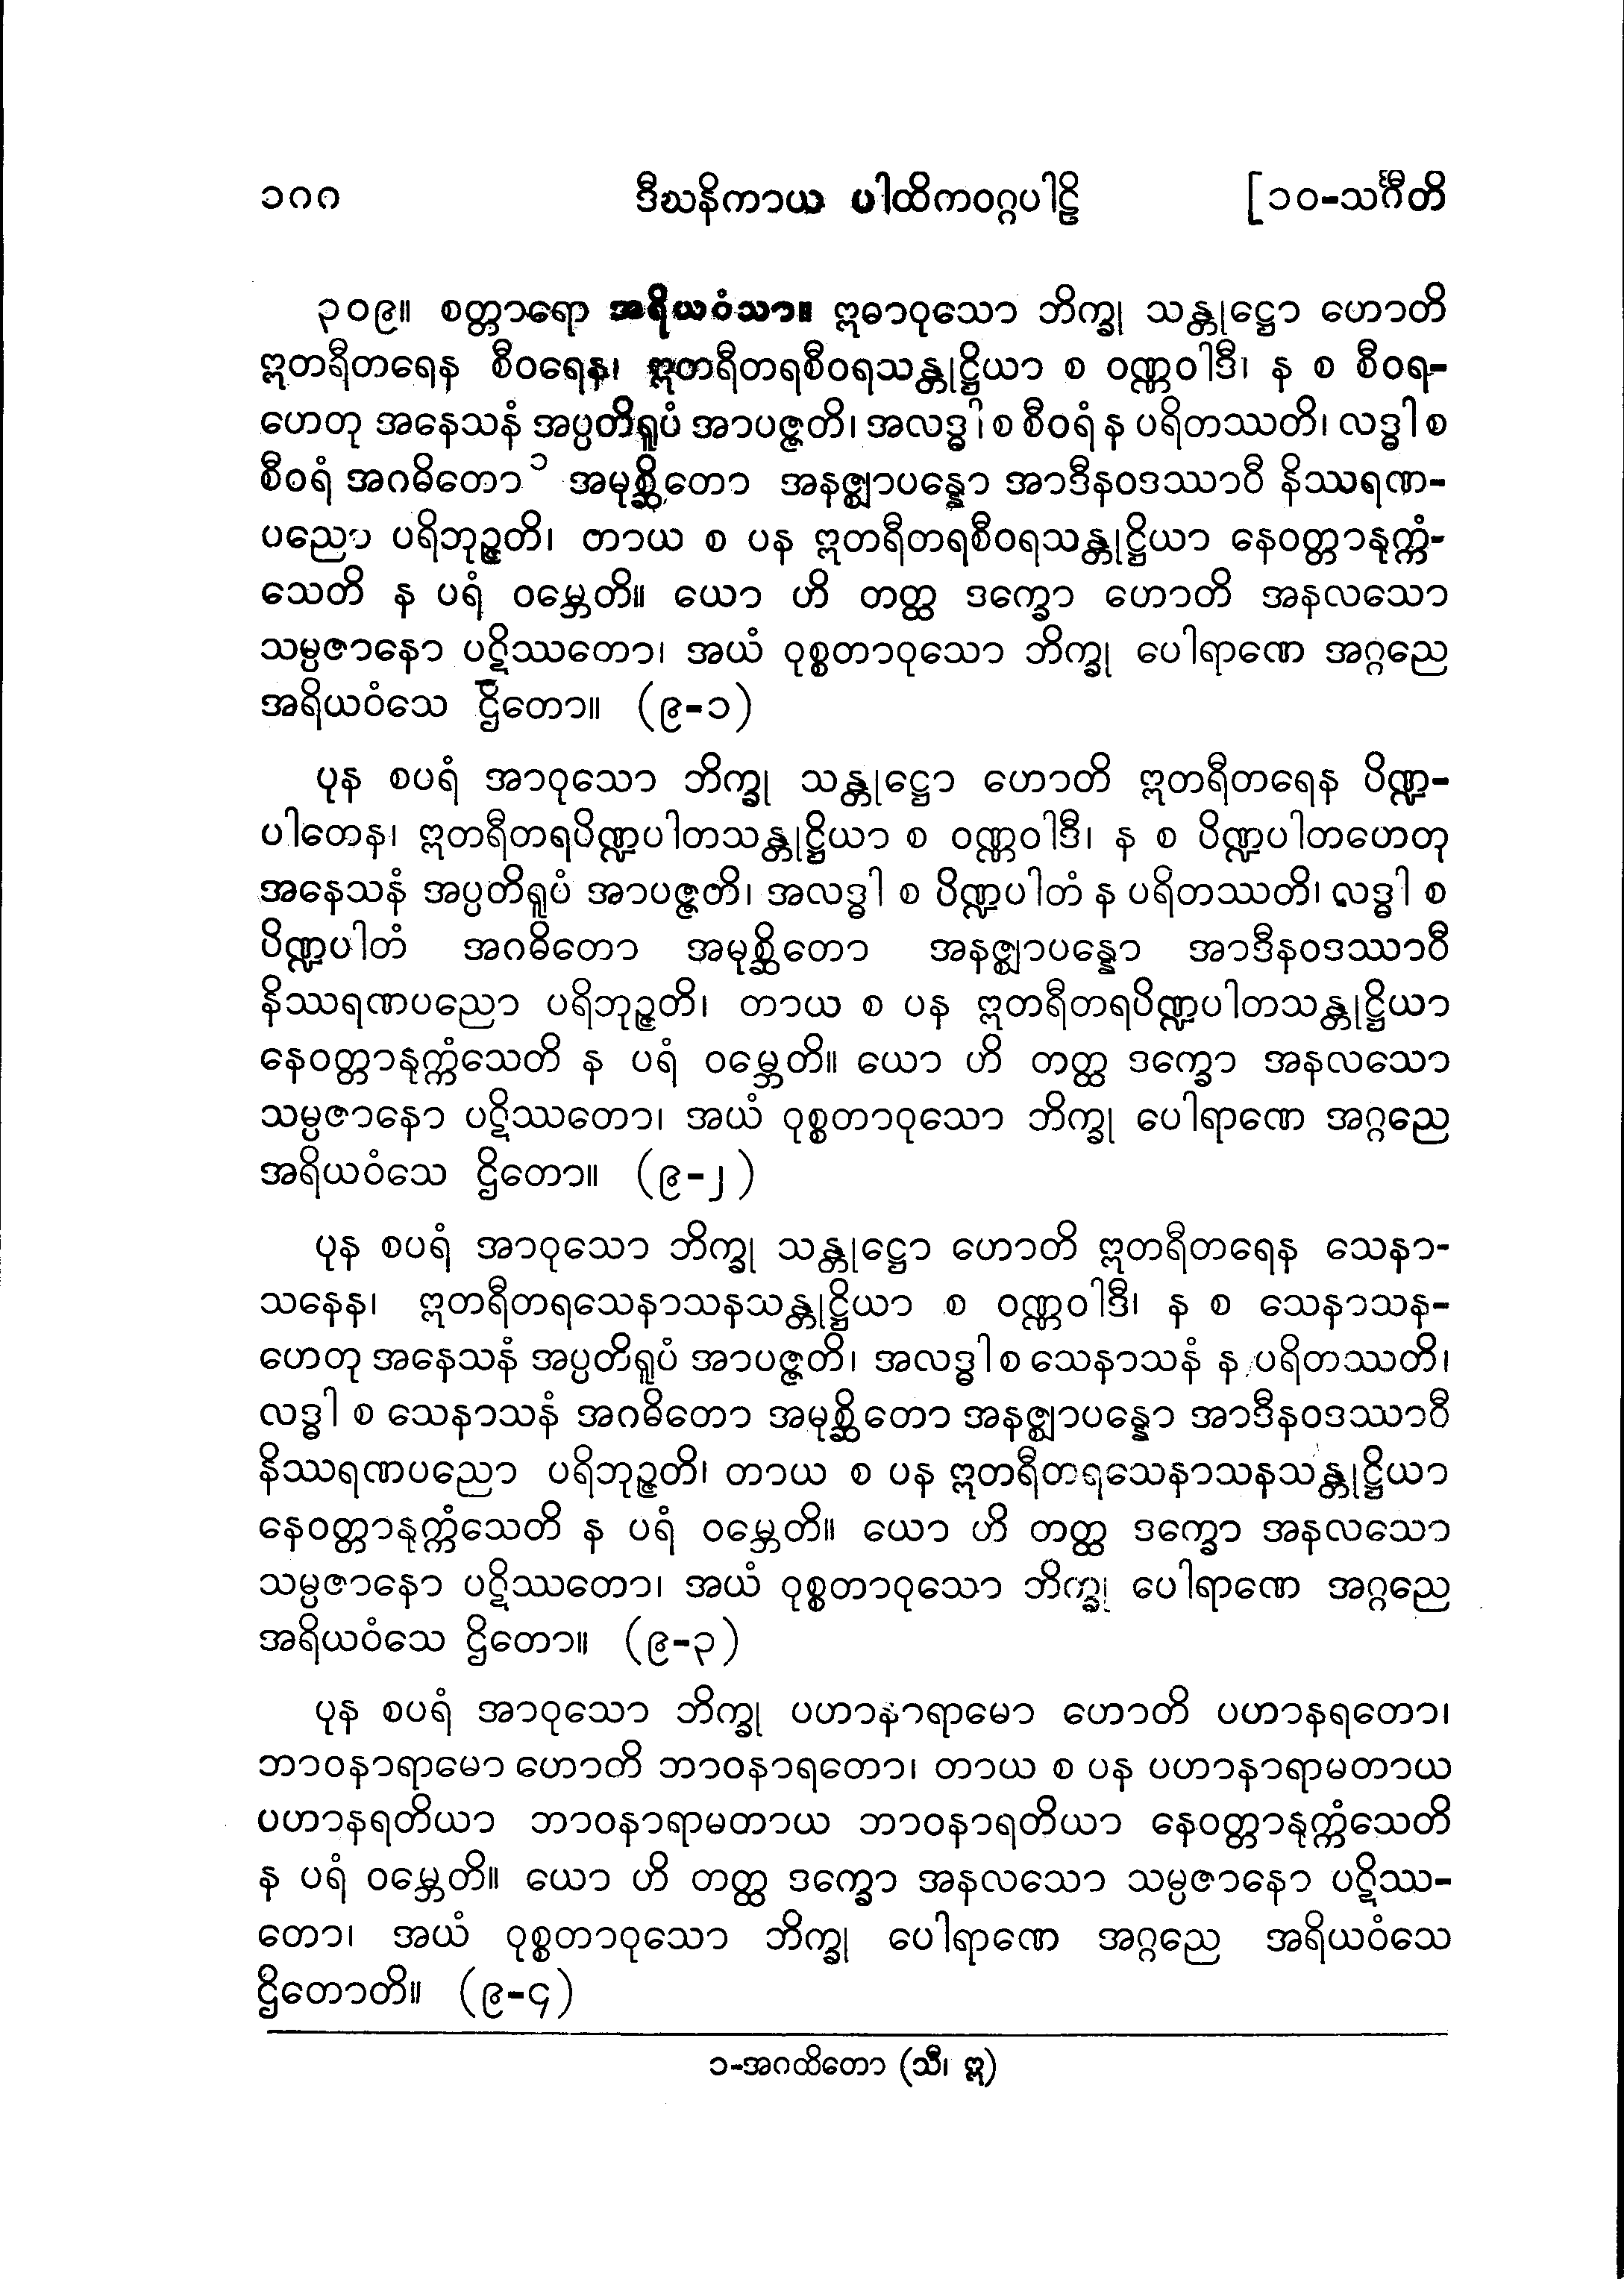 ၁၈၈ ဒီဃနိကာယ ပါထိကဝဂ္ဂပါဠိ [၁၀-သင်္ဂီတိ
၃၀၉။ စတ္တာရော အရိယဝံသာ။ ဣဓာဝုသော ဘိက္ခု သန္တုဋ္ဌော ဟောတိ
ဣတရီတရေန စီဝရေန၊ ဣတရီတရစီဝရသန္တုဋ္ဌိယာ စ ဝဏ္ဏဝါဒီ၊ န စ စီဝရ-
ဟေတု အနေသနံ အပ္ပတိရူပံ အာပဇ္ဇတိ၊ အလဒ္ဓါ စ စီဝရံ န ပရိတဿတိ၊ လဒ္ဓါ စ
စီဝရံ အဂဓိတော ၁ အမုစ္ဆိတော အနဇ္ဈာပန္နော အာဒီနဝဒဿာဝီ နိဿရဏ-
ပညော ပရိဘုဉ္ဇတိ၊ တာယ စ ပန ဣတရီတရစီဝရသန္တုဋ္ဌိယာ နေဝတ္တာနုက္ကံ-
သေတိ န ပရံ ဝမ္ဘေတိ။ ယော ဟိ တတ္ထ ဒက္ခော ဟောတိ အနလသော
သမ္ပဇာနော ပဋိဿတော၊ အယံ ဝုစ္စတာဝုသော ဘိက္ခု ပေါရာဏေ အဂ္ဂညေ
အရိယဝံသေ ဌိတော။ (၉-၁)
ပုန စပရံ အာဝုသော ဘိက္ခု သန္တုဋ္ဌော ဟောတိ ဣတရီတရေန ပိဏ္ဍ-
ပါတေန၊ ဣတရီတရပိဏ္ဍပါတသန္တုဋ္ဌိယာ စ ဝဏ္ဏဝါဒီ၊ န စ ပိဏ္ဍပါတဟေတု
အနေသနံ အပ္ပတိရူပံ အာပဇ္ဇတိ၊ အလဒ္ဓါ စ ပိဏ္ဍပါတံ န ပရိတဿတိ၊ လဒ္ဓါ စ
ပိဏ္ဍပါတံ အဂဓိတော အမုစ္ဆိတော အနဇ္ဈာပန္နော အာဒီနဝဒဿာဝီ
နိဿရဏပညော ပရိဘုဉ္ဇတိ၊ တာယ စ ပန ဣတရီတရပိဏ္ဍပါတသန္တုဋ္ဌိယာ
နေဝတ္တာနုက္ကံသေတိ န ပရံ ဝမ္ဘေတိ။ ယော ဟိ တတ္ထ ဒက္ခော အနလသော
သမ္ပဇာနော ပဋိဿတော၊ အယံ ဝုစ္စတာဝုသော ဘိက္ခု ပေါရာဏေ အဂ္ဂညေ
အရိယဝံသေ ဌိတော။ (၉-၂)
ပုန စပရံ အာဝုသော ဘိက္ခု သန္တုဋ္ဌော ဟောတိ ဣတရီတရေန သေနာ-
သနေန၊ ဣတရီတရသေနာသနသန္တုဋ္ဌိယာ စ ဝဏ္ဏဝါဒီ၊ န စ သေနာသန-
ဟေတု အနေသနံ အပ္ပတိရူပံ အာပဇ္ဇတိ၊ အလဒ္ဓါ စ သေနာသနံ န ပရိတဿတိ၊
လဒ္ဓါ စ သေနာသနံ အဂဓိတော အမုစ္ဆိတော အနဇ္ဈာပန္နော အာဒီနဝဒဿာဝီ
နိဿရဏပညော ပရိဘုဉ္ဇတိ၊ တာယ စ ပန ဣတရီတရသေနာသနသန္တုဋ္ဌိယာ
နေဝတ္တာနုက္ကံသေတိ န ပရံ ဝမ္ဘေတိ။ ယော ဟိ တတ္ထ ဒက္ခော အနလသော
သမ္ပဇာနော ပဋိဿတော၊ အယံ ဝုစ္စတာဝုသော ဘိက္ခု ပေါရာဏေ အဂ္ဂညေ
အရိယဝံသေ ဌိတော။ (၉-၃)
ပုန စပရံ အာဝုသော ဘိက္ခု ပဟာနာရာမော ဟောတိ ပဟာနရတော၊
ဘာဝနာရာမော ဟောတိ ဘာဝနာရတော၊ တာယ စ ပန ပဟာနာရာမတာယ
ပဟာနရတိယာ ဘာဝနာရာမတာယ ဘာဝနာရတိယာ နေဝတ္တာနုက္ကံသေတိ
န ပရံ ဝမ္ဘေတိ။ ယော ဟိ တတ္ထ ဒက္ခော အနလသော သမ္ပဇာနော ပဋိဿ-
တော၊ အယံ ဝုစ္စတာဝုသော ဘိက္ခု ပေါရာဏေ အဂ္ဂညေ အရိယဝံသေ
ဌိတောတိ။ (၉-၄)
၁-အဂထိတော (သီ၊ ဣ)